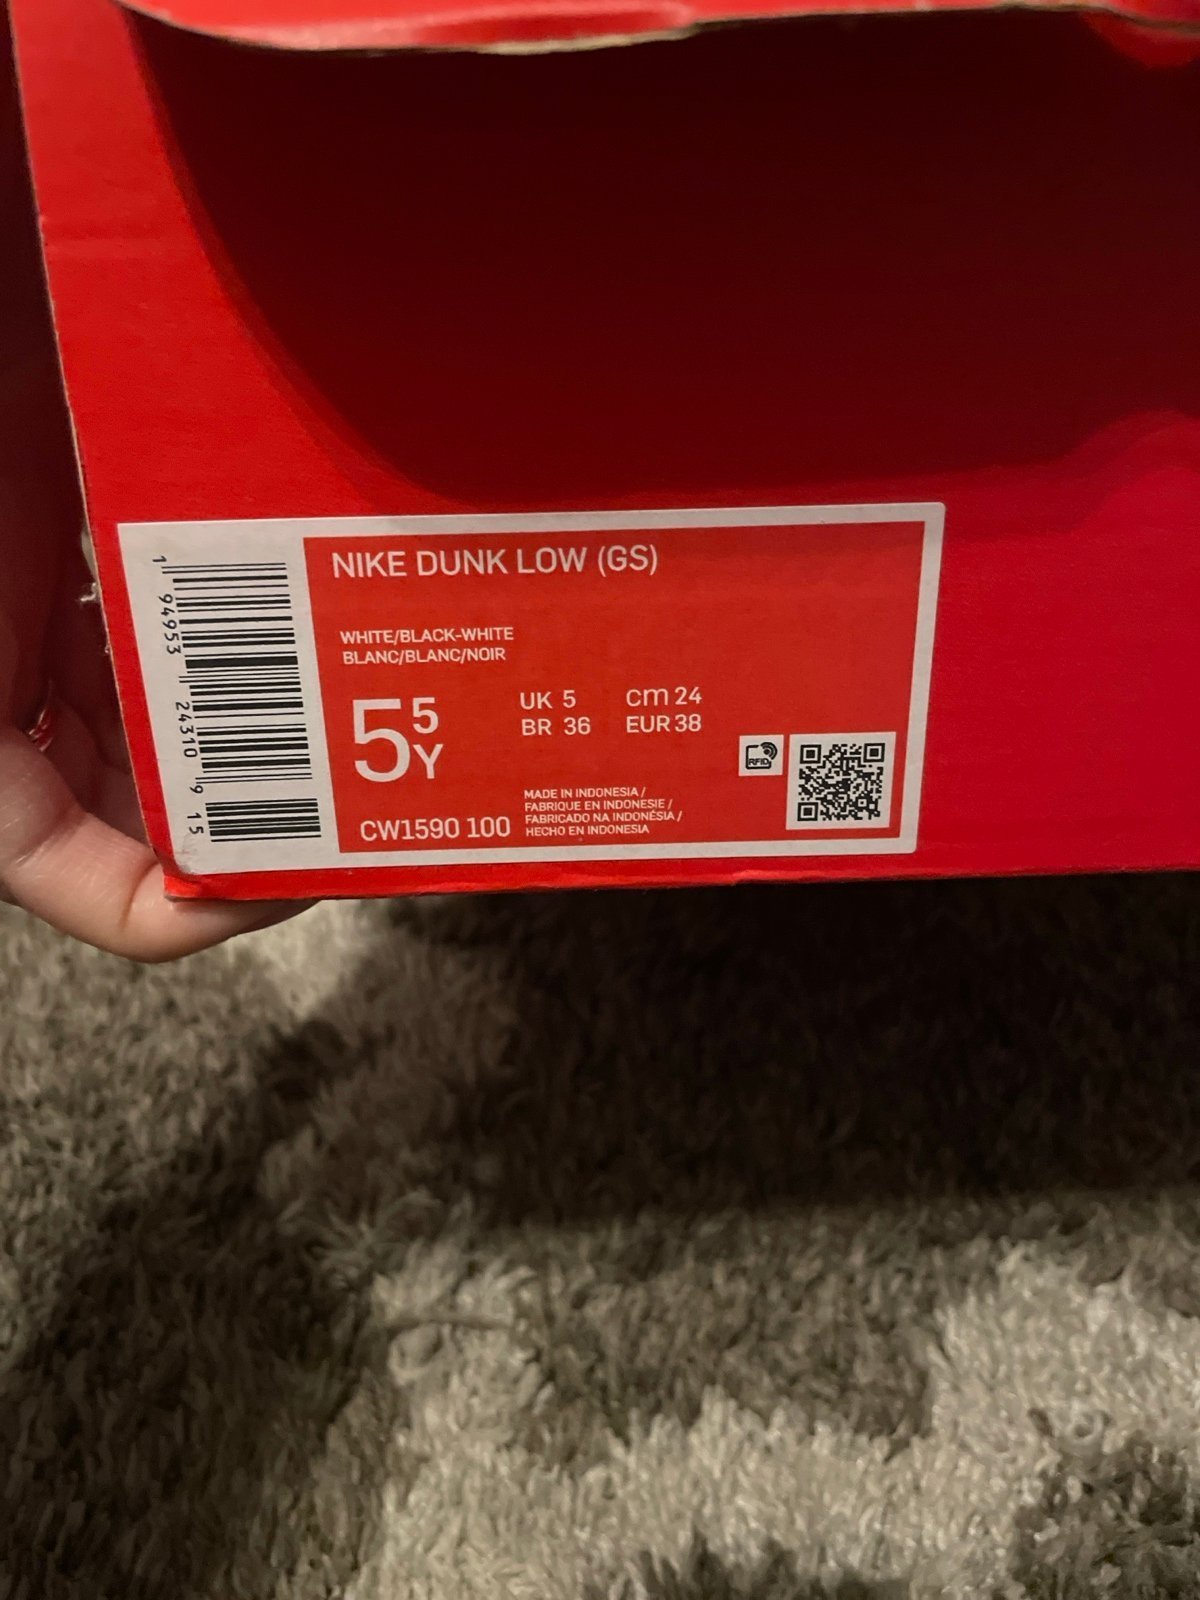 NIKE DUNK LOW (GS)
WHITE/BLACK-WHITE
BLANC/BLANC/NOIR
5 5 Y
UK 5 cm 24
BR 36 EUR 38
RFID
CW1590 100
MADE IN INDONESIA /
FABRIQUE EN INDONESIE /
FABRICADO NA INDONÉSIA /
HECHO EN INDONESIA
1 94953 24310 9 15